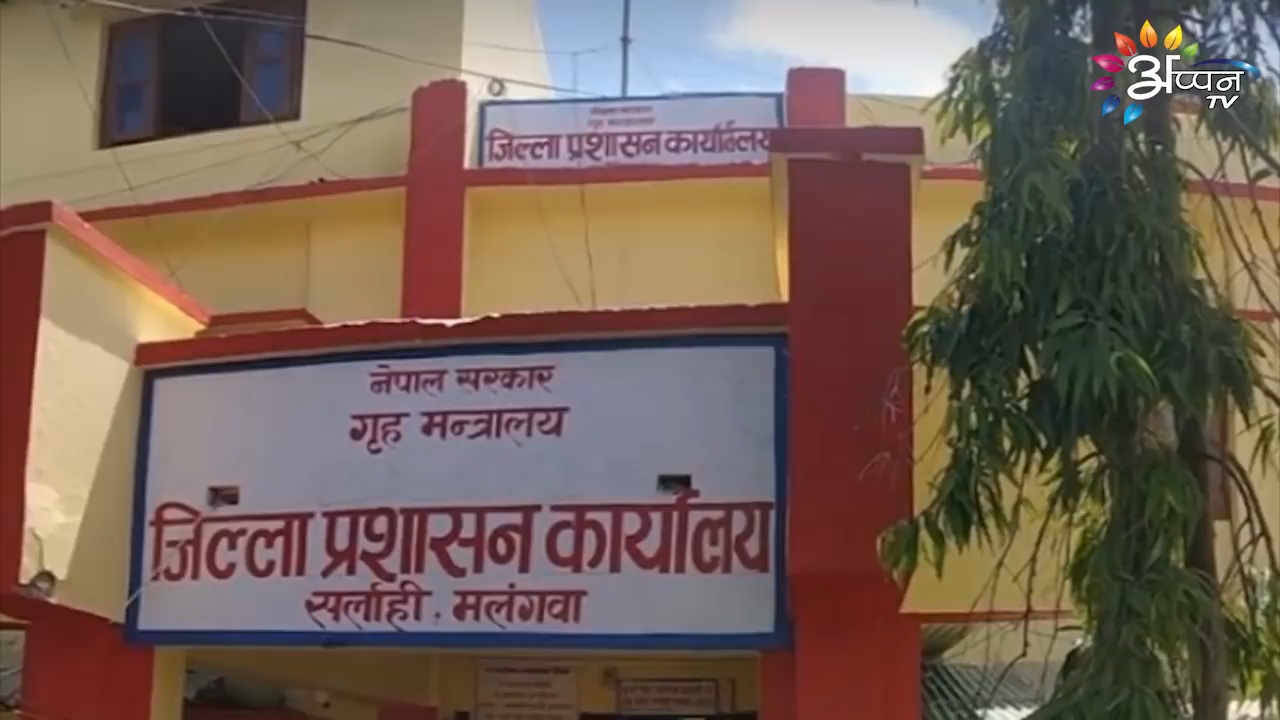 अप्पन
TV
जिल्ला प्रशासन कार्यालय
नेपाल सरकार
गृह मन्त्रालय
जिल्ला प्रशासन कार्यालय
सर्लाही . मलंगवा